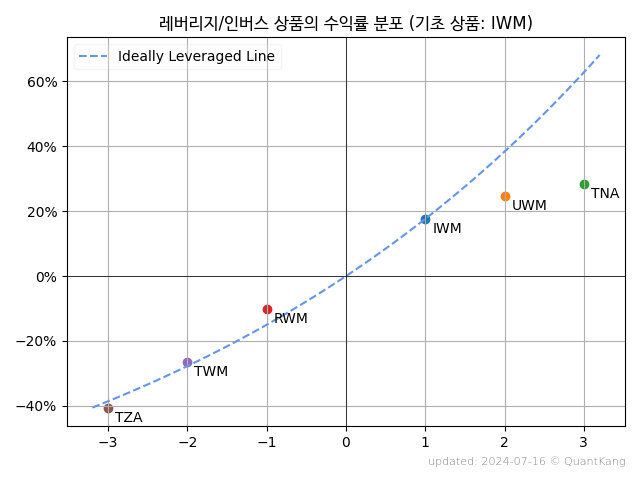 레버리지/인버스 상품의 수익률 분포 (기초 상품: IWM)
Ideally Leveraged Line
60%
40%
20%
0%
−20%
−40%
TNA
UWM
IWM
RWM
TWM
TZA
−3 −2 −1 0 1 2 3
updated: 2024-07-16 © QuantKang